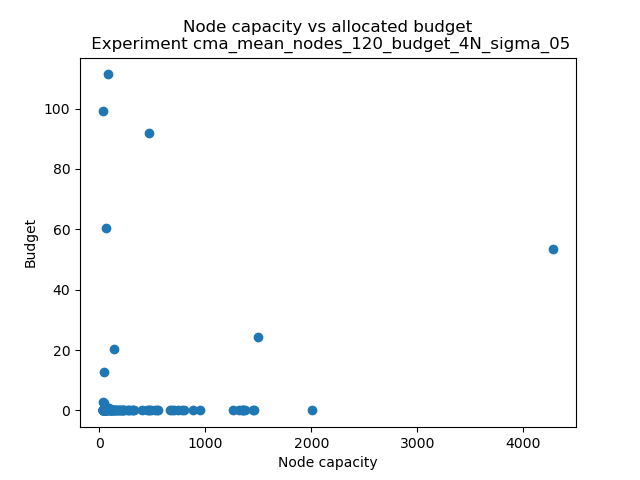 Node capacity vs allocated budget
Experiment cma_mean_nodes_120_budget_4N_sigma_05
100
80
60
40
20
0
Budget
0 1000 2000 3000 4000
Node capacity